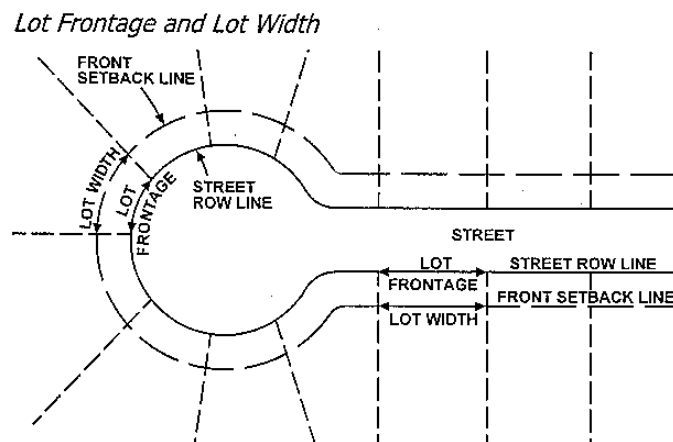 Lot Frontage and Lot Width
FRONT
SETBACK LINE
LOT WIDTH
LOT
FRONTAGE
STREET
ROW LINE
STREET
LOT
FRONTAGE
STREET ROW LINE
FRONT SETBACK LINE
LOT WIDTH